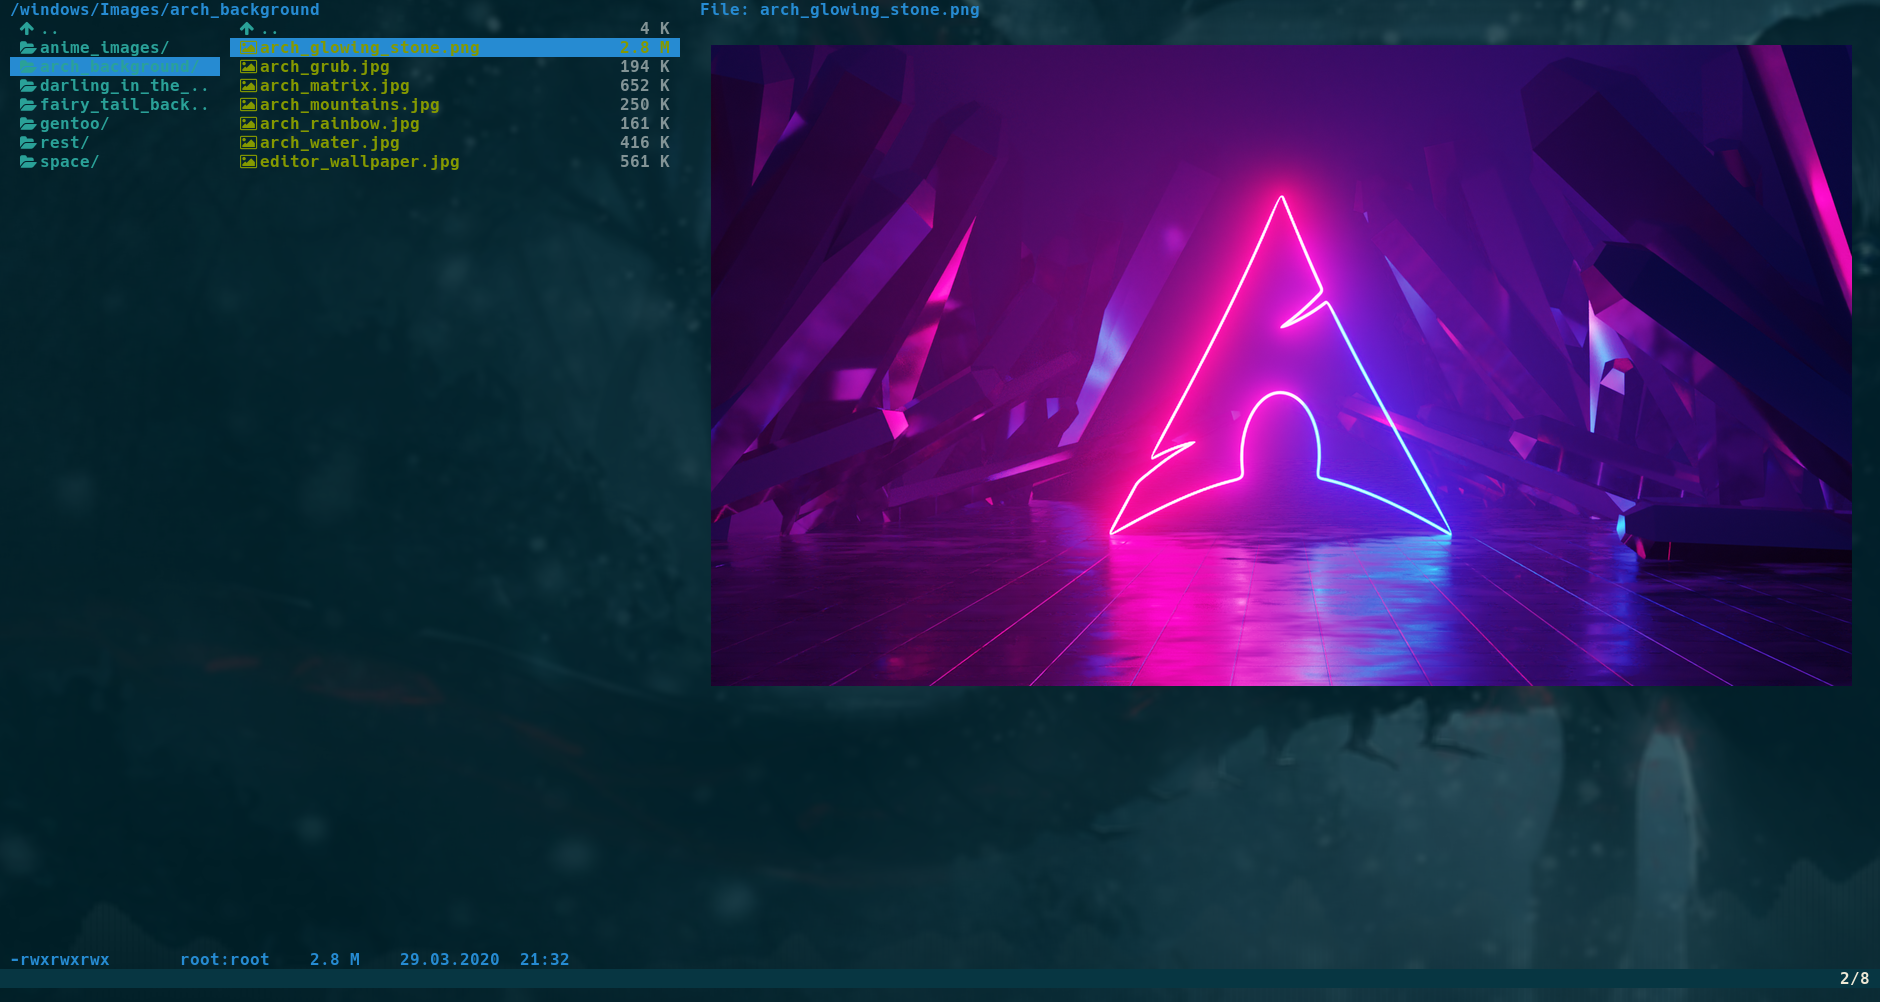 /windows/Images/arch_background
File: arch_glowing_stone.png
..
anime_images/
arch_background/
darling_in_the_..
fairy_tail_back..
gentoo/
rest/
space/
.. 4 K
arch_glowing_stone.png 2.8 M
arch_grub.jpg 194 K
arch_matrix.jpg 652 K
arch_mountains.jpg 250 K
arch_rainbow.jpg 161 K
arch_water.jpg 416 K
editor_wallpaper.jpg 561 K
-rwxrwxrwx root:root 2.8 M 29.03.2020 21:32
2/8